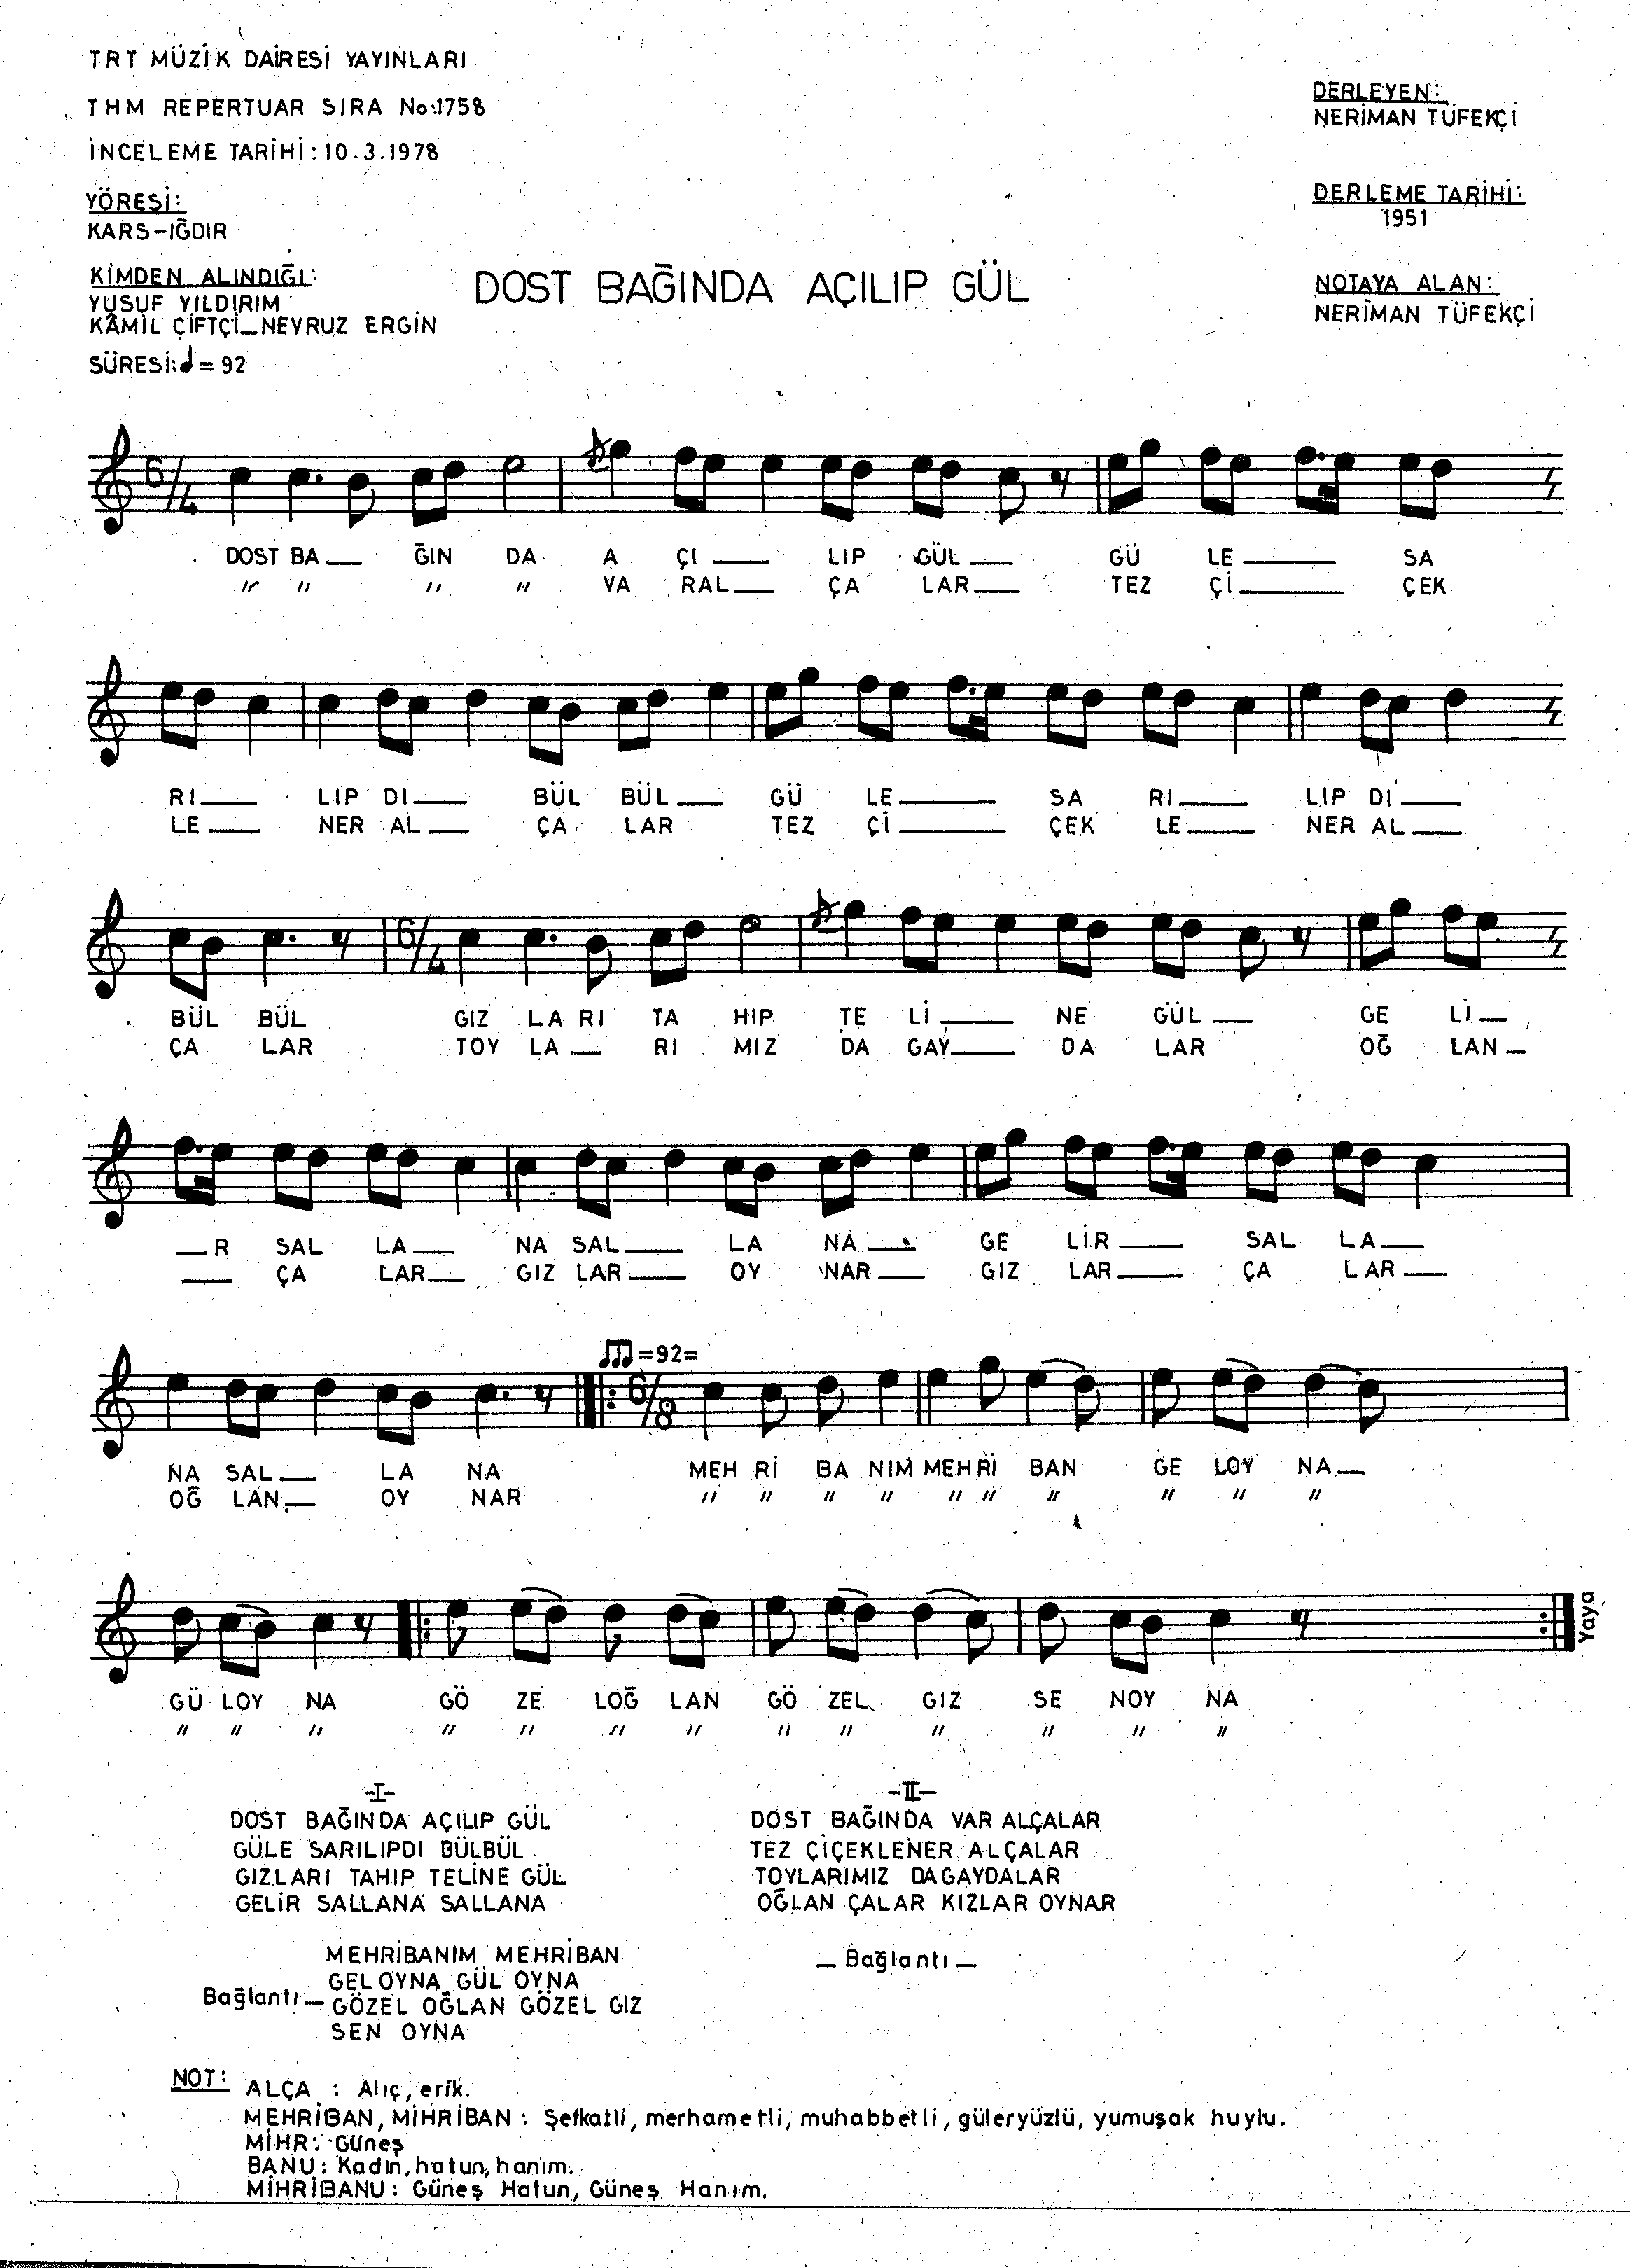 TRT MÜZİK DAİRESİ YAYINLARI
THM REPERTUAR SIRA No:1758
İNCELEME TARİHİ: 10.3.1978
YÖRESİ:
KARS-IĞDIR
KİMDEN ALINDIĞI:
YUSUF YILDIRIM
KÂMİL ÇİFTÇİ_NEVRUZ ERGİN
SÜRESİ: = 92
DERLEYEN:
NERİMAN TÜFEKÇİ
DERLEME TARİHİ:
1951
NOTAYA ALAN:
NERİMAN TÜFEKÇİ
DOST BAĞINDA AÇILIP GÜL
6/4
DOST BA__ ĞIN DA A ÇI __ LIP GÜL __ GÜ LE __ SA
" " " " VA RAL__ ÇA LAR__ TEZ Çİ__ ÇEK
RI__ LIP DI__ BÜL BÜL__ GÜ LE__ SA RI__ LIP DI__
LE__ NER AL__ ÇA LAR TEZ Çİ__ ÇEK LE__ NER AL__
6/4
BÜL BÜL GIZ LA RI TA HIP TE Lİ__ NE GÜL__ GE Lİ__
ÇA LAR TOY LA__ RI MIZ DA GAY__ DA LAR OĞ LAN__
__R SAL LA__ NA SAL__ LA NA__ GE LİR__ SAL LA__
__ ÇA LAR__ GIZ LAR__ OY NAR__ GIZ LAR__ ÇA LAR__
=92=
6/8
NA SAL__ LA NA MEH Rİ BA NIM MEH Rİ BAN GE LOY NA__
OĞ LAN__ OY NAR " " " " " " " " " "
Yaya
GÜ LOY NA GÖ ZE LOĞ LAN GÖ ZEL GIZ SE NOY NA
" " " " " " " " " " " " "
-I-
DOST BAĞINDA AÇILIP GÜL
GÜLE SARILIPDI BÜLBÜL
GIZLARI TAHIP TELİNE GÜL
GELİR SALLANA SALLANA
MEHRİBANIM MEHRİBAN
GEL OYNA GÜL OYNA
Bağlantı _ GÖZEL OĞLAN GÖZEL GIZ
SEN OYNA
-II-
DOST BAĞINDA VAR ALÇALAR
TEZ ÇİÇEKLENER ALÇALAR
TOYLARIMIZ DAGAYDALAR
OĞLAN ÇALAR KIZLAR OYNAR
_ Bağlantı _
NOT: ALÇA : Alıç, erik.
MEHRİBAN, MİHRİBAN : Şefkatli, merhametli, muhabbetli, güleryüzlü, yumuşak huylu.
MİHR: Güneş
BANU: Kadın, hatun, hanım.
MİHRİBANU: Güneş Hatun, Güneş Hanım.